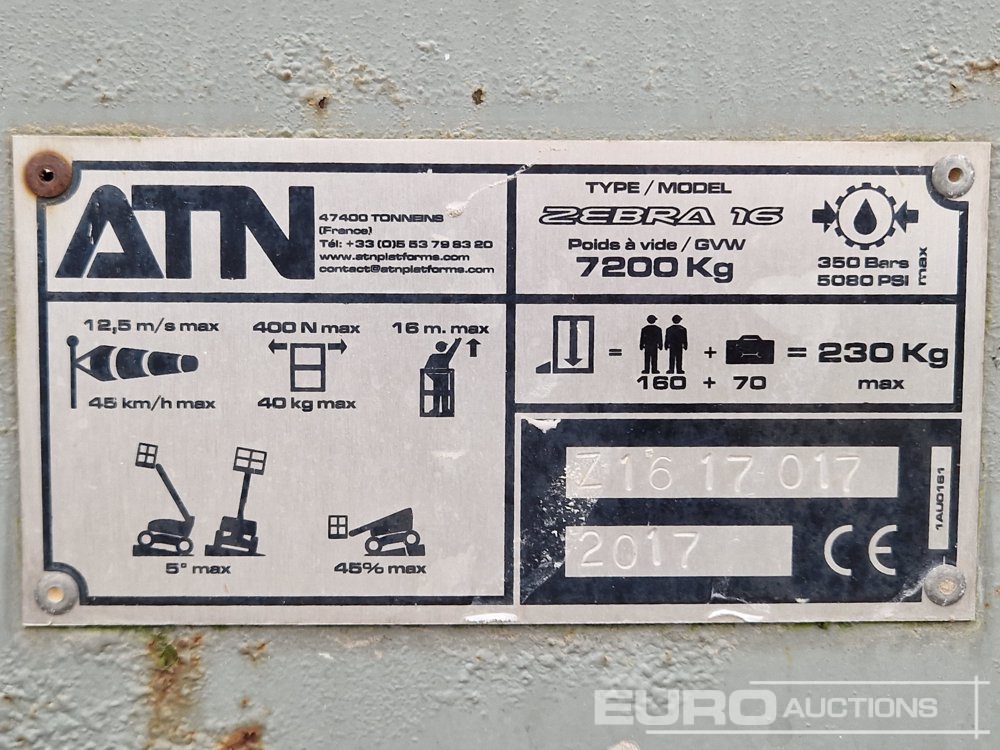 ATN
47400 TONNEINS
(France)
Tél: +33 (0)5 53 79 83 20
www.atnplatforms.com
contact@atnplatforms.com
TYPE / MODEL
ZEBRA 16
Poids à vide / GVW
7200 Kg
350 Bars
5080 PSI
max
12,5 m/s max
45 km/h max
400 N max
40 kg max
16 m. max
= + = 230 Kg
160 + 70 max
5° max
45% max
Z16 17 017
2017
CE
1AU0161
EURO AUCTIONS